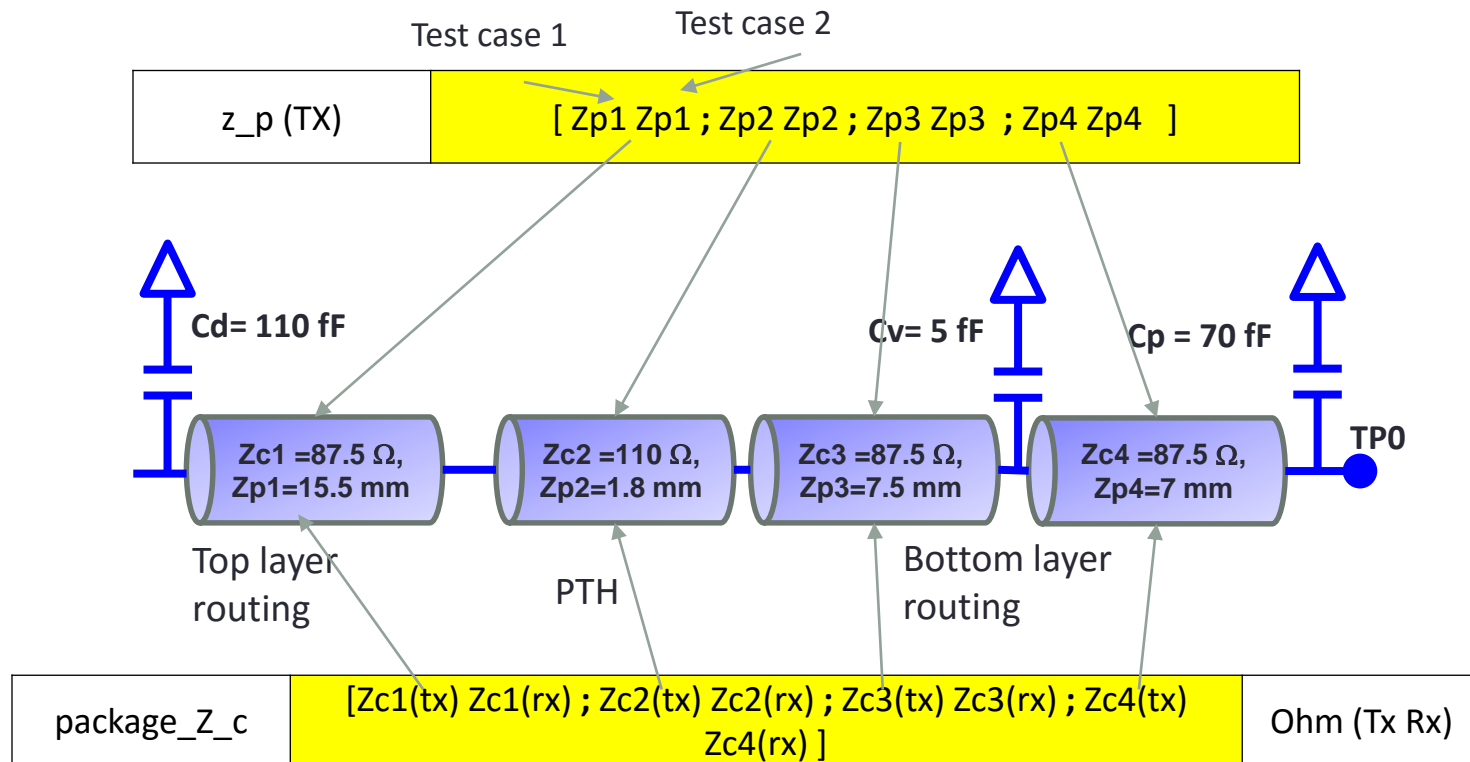 Test case 1
Test case 2
z_p (TX)
[ Zp1 Zp1 ; Zp2 Zp2 ; Zp3 Zp3 ; Zp4 Zp4 ]
Cd= 110 fF
Cv= 5 fF
Cp = 70 fF
Zc1 =87.5 Ω,
Zp1=15.5 mm
Zc2 =110 Ω,
Zp2=1.8 mm
Zc3 =87.5 Ω,
Zp3=7.5 mm
Zc4 =87.5 Ω,
Zp4=7 mm
TP0
Top layer
routing
PTH
Bottom layer
routing
package_Z_c
[Zc1(tx) Zc1(rx) ; Zc2(tx) Zc2(rx) ; Zc3(tx) Zc3(rx) ; Zc4(tx)
Zc4(rx) ]
Ohm (Tx Rx)